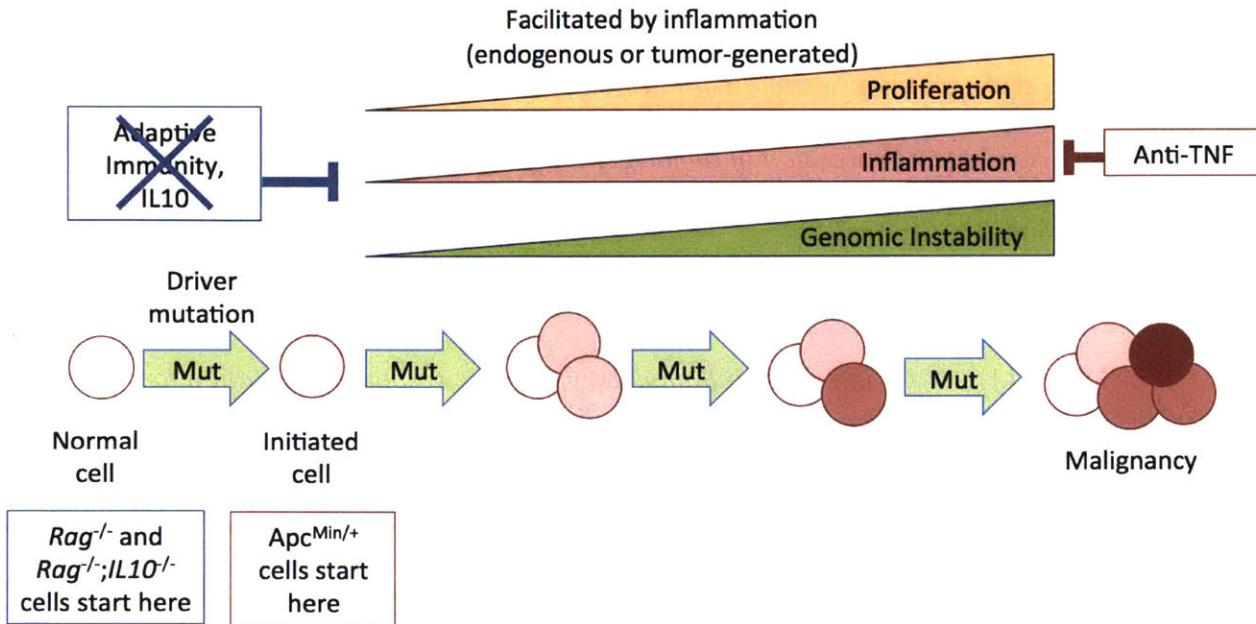 Facilitated by inflammation
(endogenous or tumor-generated)
Proliferation
Adaptive
Immunity,
IL10
Inflammation
Anti-TNF
Genomic Instability
Driver
mutation
Mut
Mut
Mut
Mut
Normal
cell
Initiated
cell
Malignancy
Rag-/- and
Rag-/-;IL10-/-
cells start here
ApcMin/+
cells start
here